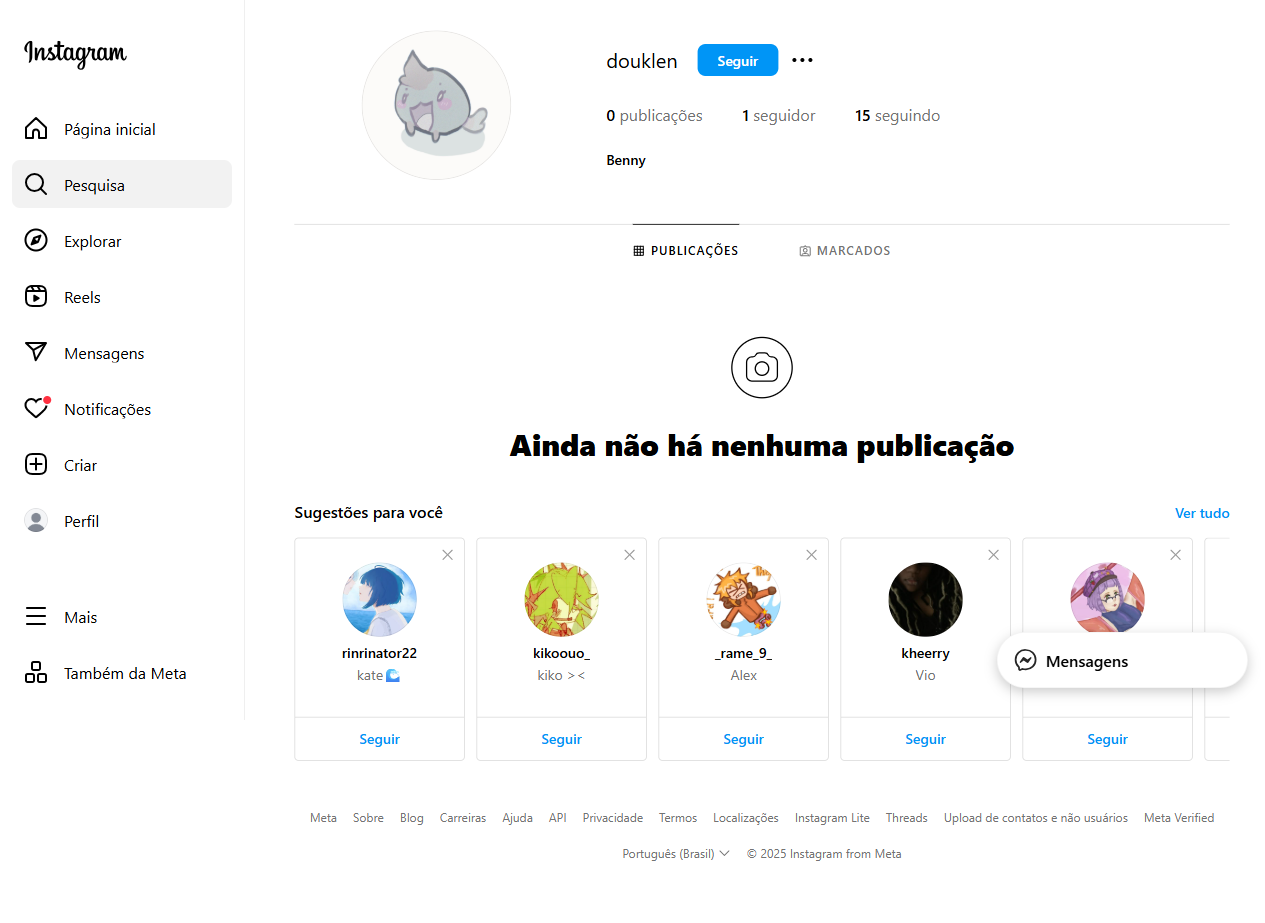 Instagram
Página inicial
Pesquisa
Explorar
Reels
Mensagens
Notificações
Criar
Perfil
Mais
Também da Meta
douklen
Seguir
0 publicações
1 seguidor
15 seguindo
Benny
PUBLICAÇÕES
MARCADOS
Ainda não há nenhuma publicação
Sugestões para você
Ver tudo
rinrinator22
kate
Seguir
kikoouo_
kiko ><
Seguir
_rame_9_
Alex
Seguir
kheerry
Vio
Seguir
Seguir
Mensagens
Meta Sobre Blog Carreiras Ajuda API Privacidade Termos Localizações Instagram Lite Threads Upload de contatos e não usuários Meta Verified
Português (Brasil) © 2025 Instagram from Meta